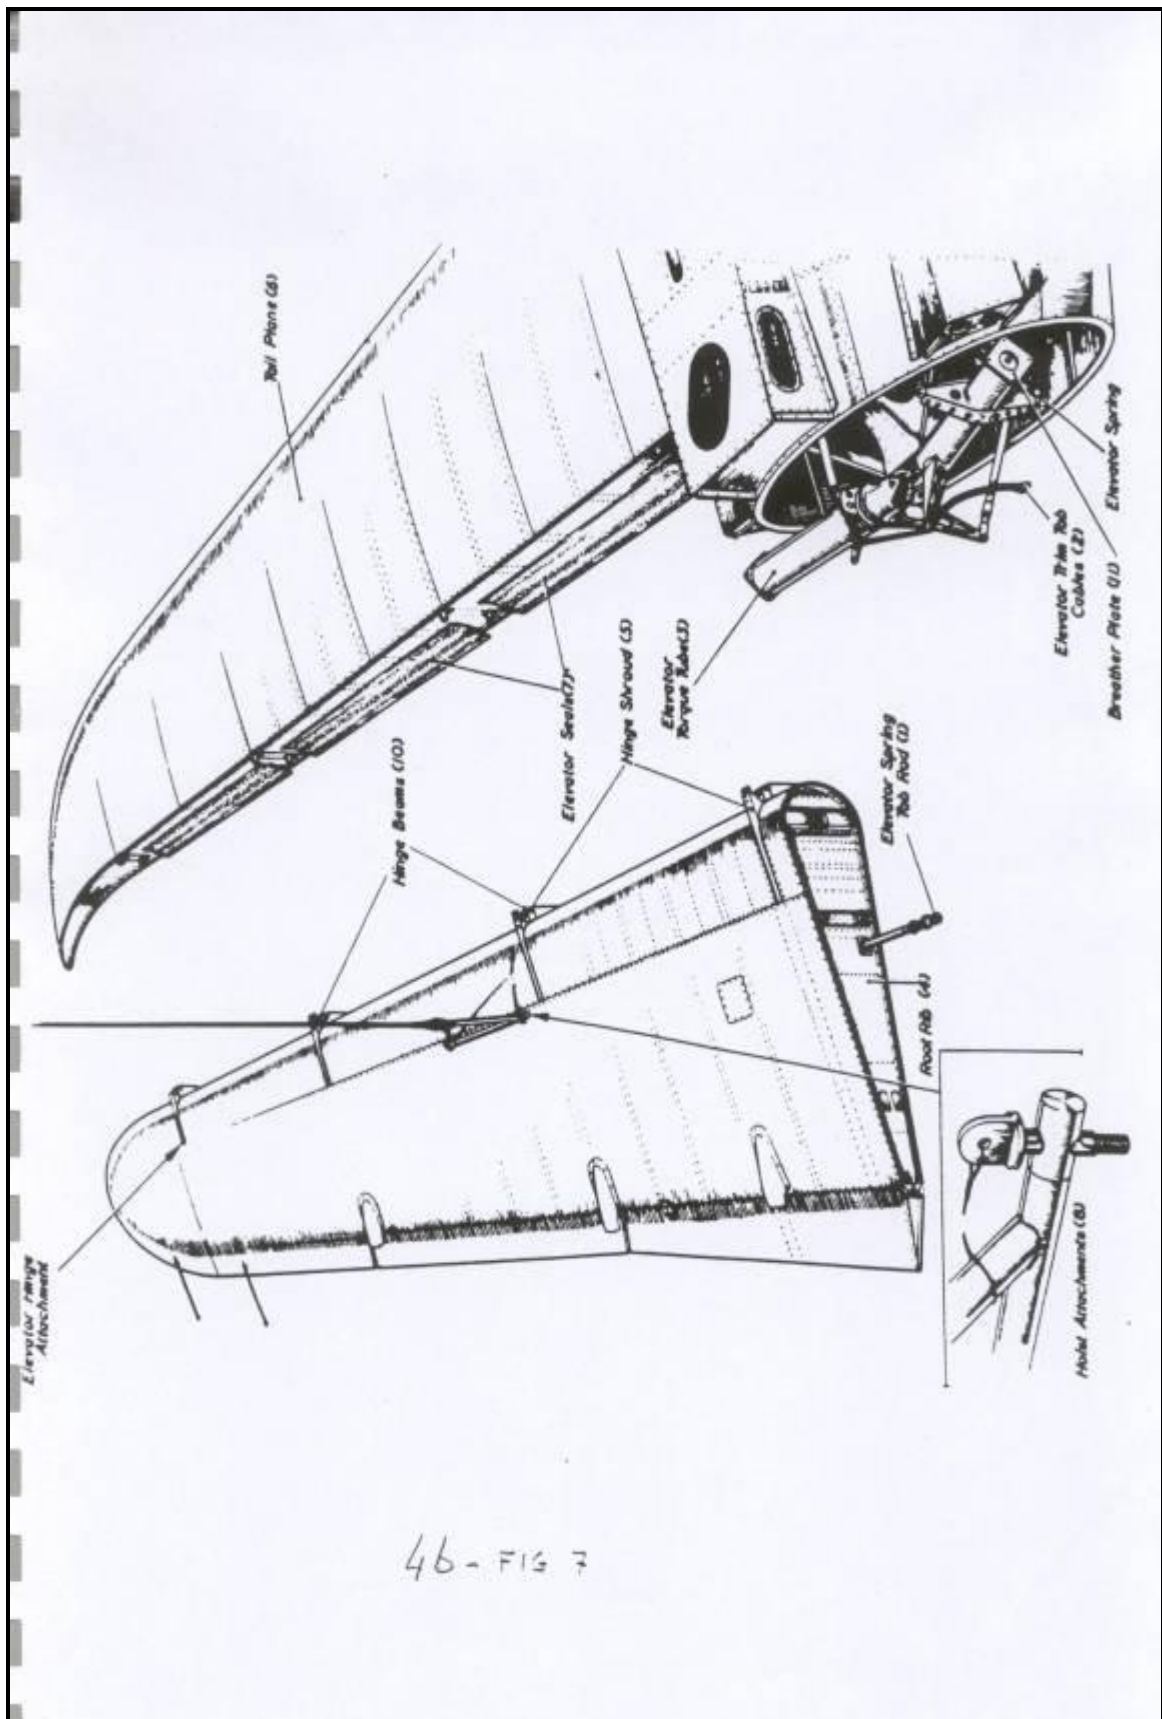 Elevator Hinge
Attachment
Tail Plane (6)
Hinge Beams (10)
Elevator Seals (7)
Hinge Shroud (5)
Elevator
Torque Tube (3)
Elevator Trim Tab
Cables (2)
Elevator Spring
Breather Plate (11)
Elevator Spring
Tab Rod (1)
Root Rib (4)
Hoist Attachments (8)
4b - FIG 7